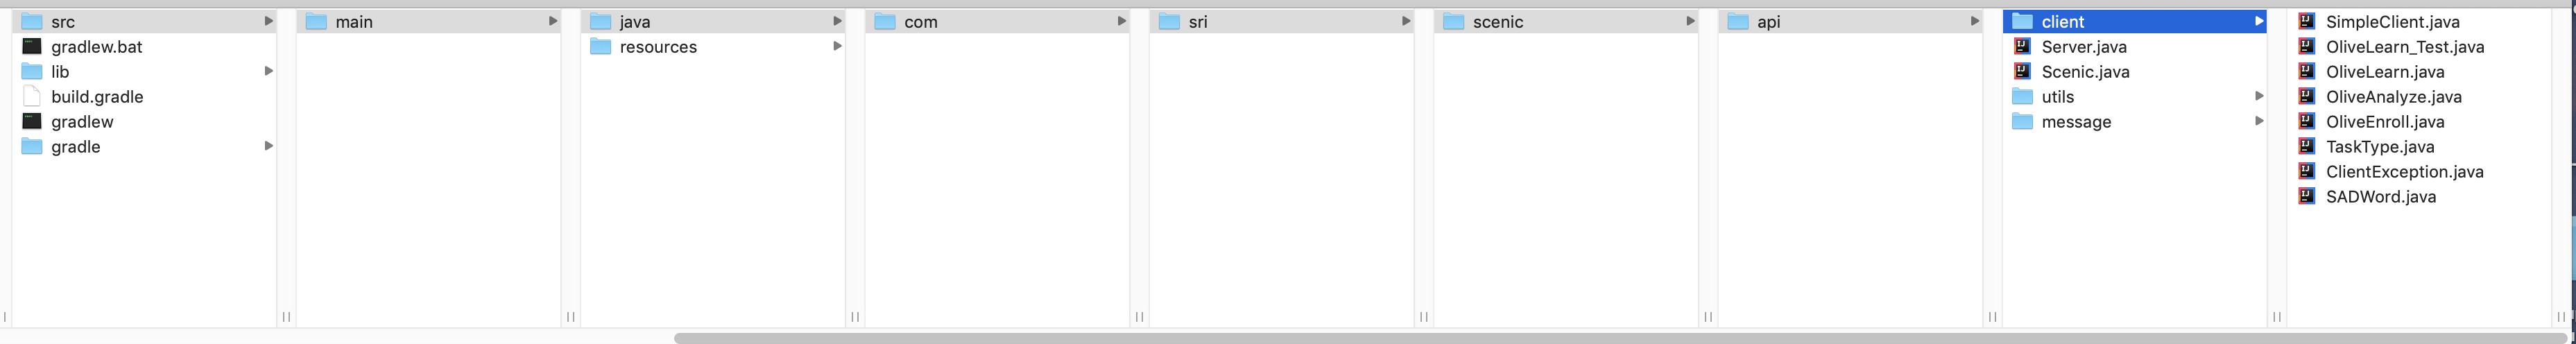 src
gradlew.bat
lib
build.gradle
gradlew
gradle
main
java
resources
com
sri
scenic
api
client
Server.java
Scenic.java
utils
message
SimpleClient.java
OliveLearn_Test.java
OliveLearn.java
OliveAnalyze.java
OliveEnroll.java
TaskType.java
ClientException.java
SADWord.java